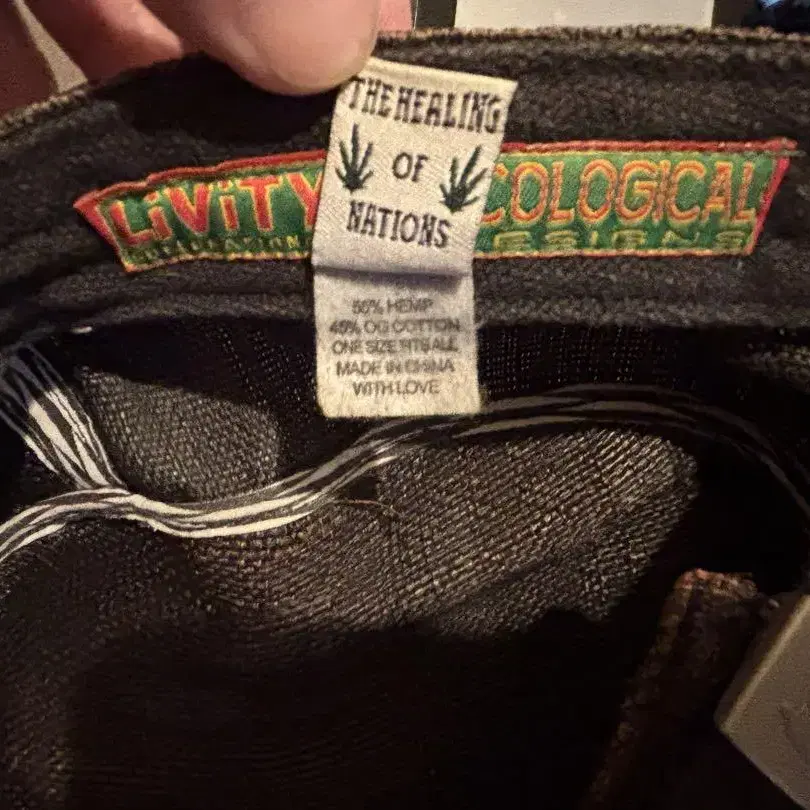 THE HEALING
OF
NATIONS
LiViTY COLOGICAL
ESIGNS
55% HEMP
45% OG COTTON
ONE SIZE FITS ALL
MADE IN CHINA
WITH LOVE